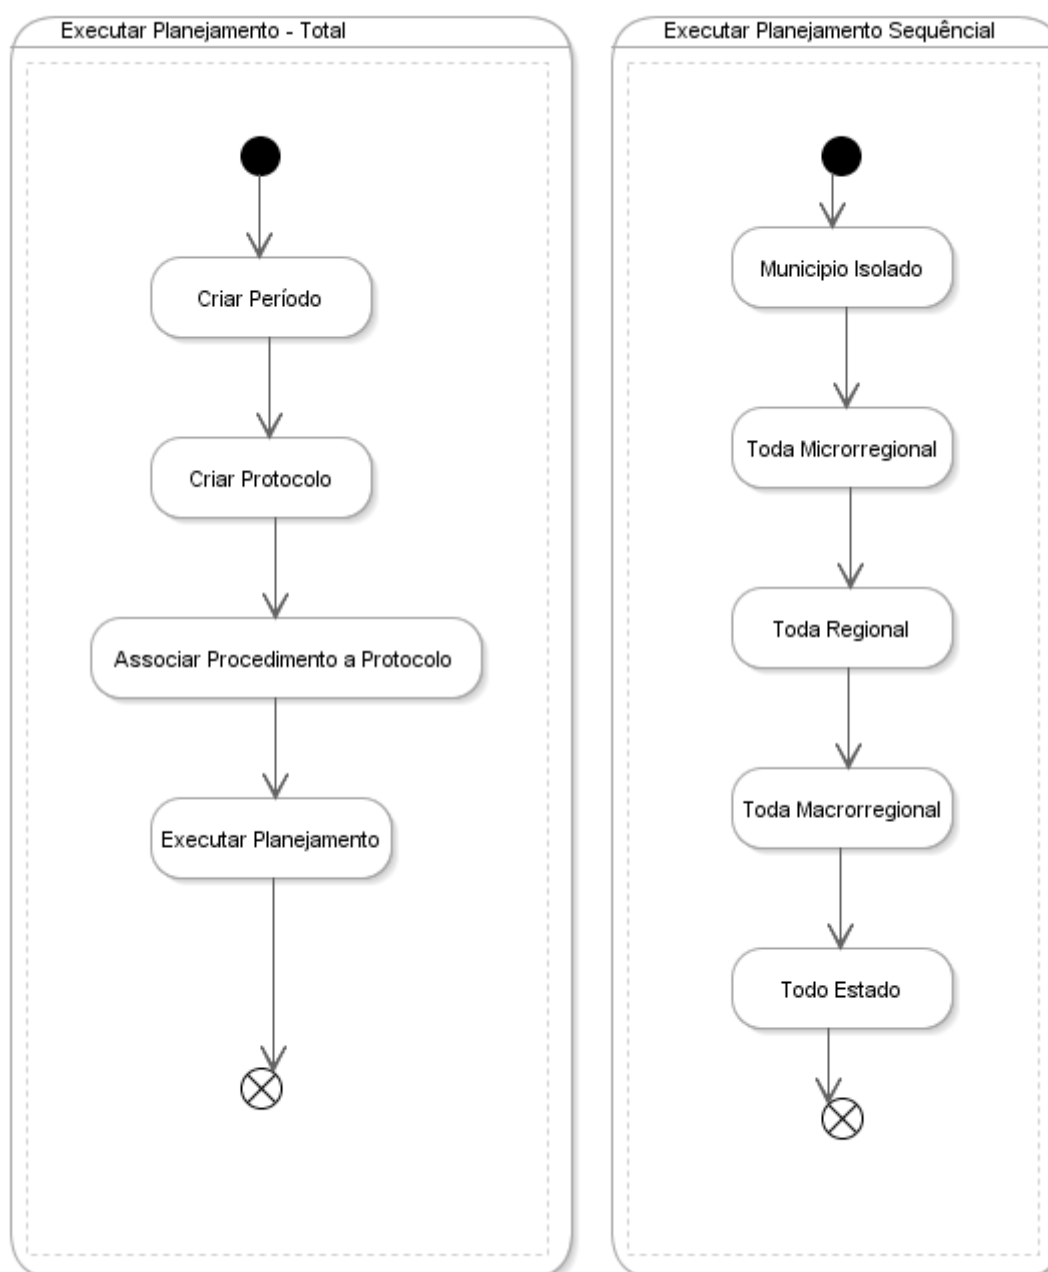 Executar Planejamento - Total
Criar Período
Criar Protocolo
Associar Procedimento a Protocolo
Executar Planejamento
Executar Planejamento Sequêncial
Municipio Isolado
Toda Microrregional
Toda Regional
Toda Macrorregional
Todo Estado